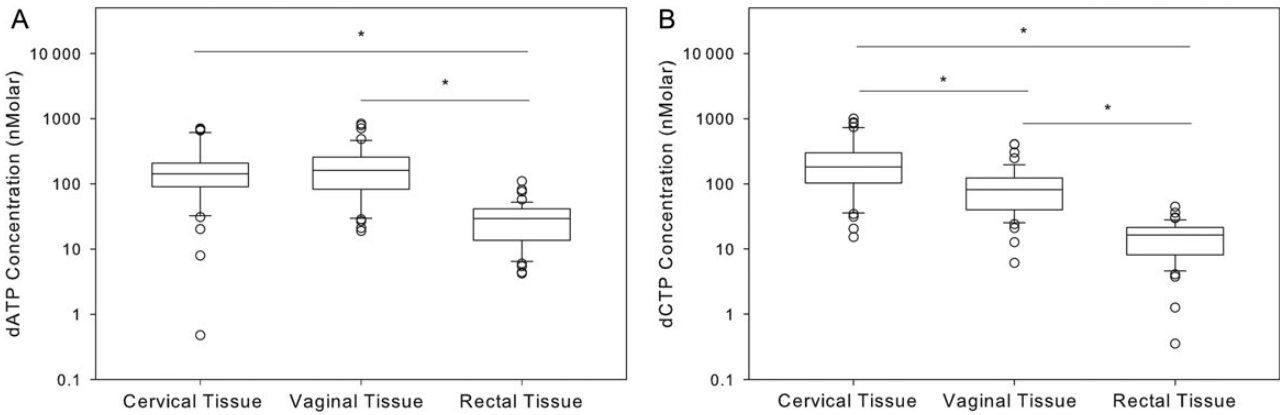 A
dATP Concentration (nMolar)
10 000
1000
100
10
1
0.1
*
*
Cervical Tissue
Vaginal Tissue
Rectal Tissue
B
dCTP Concentration (nMolar)
10 000
1000
100
10
1
0.1
*
*
*
Cervical Tissue
Vaginal Tissue
Rectal Tissue